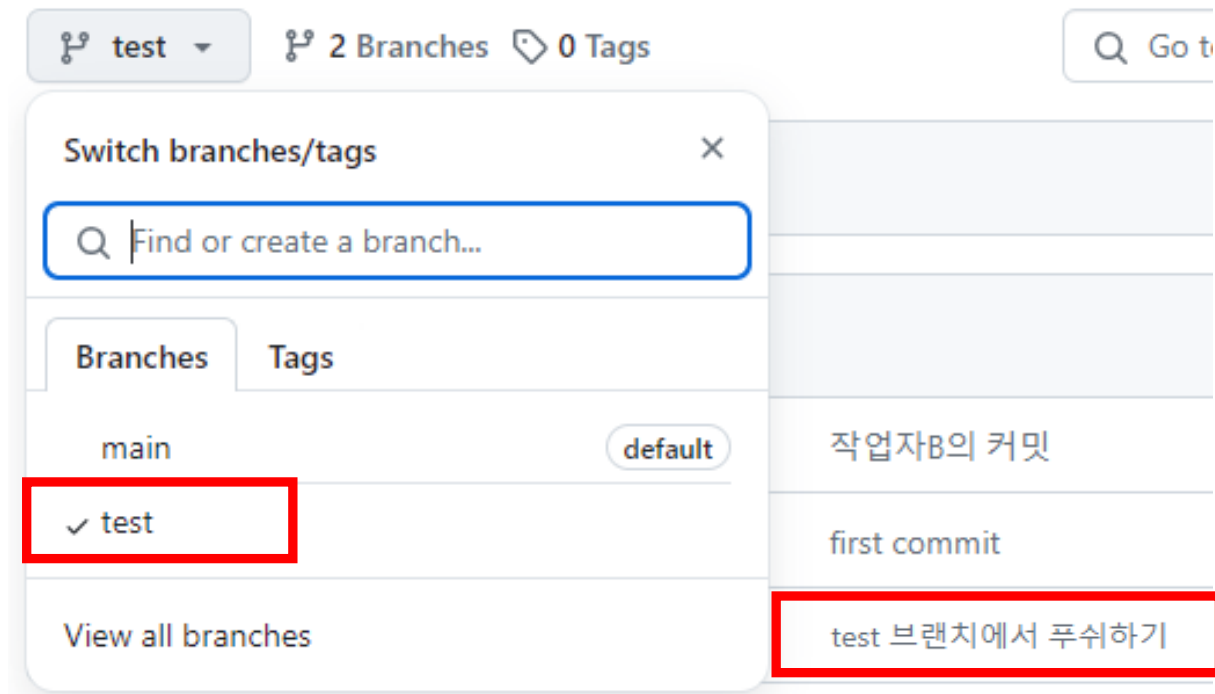 test 2 Branches 0 Tags Go t
Switch branches/tags
Find or create a branch...
Branches Tags
main default
작업자B의 커밋
test
first commit
View all branches
test 브랜치에서 푸쉬하기